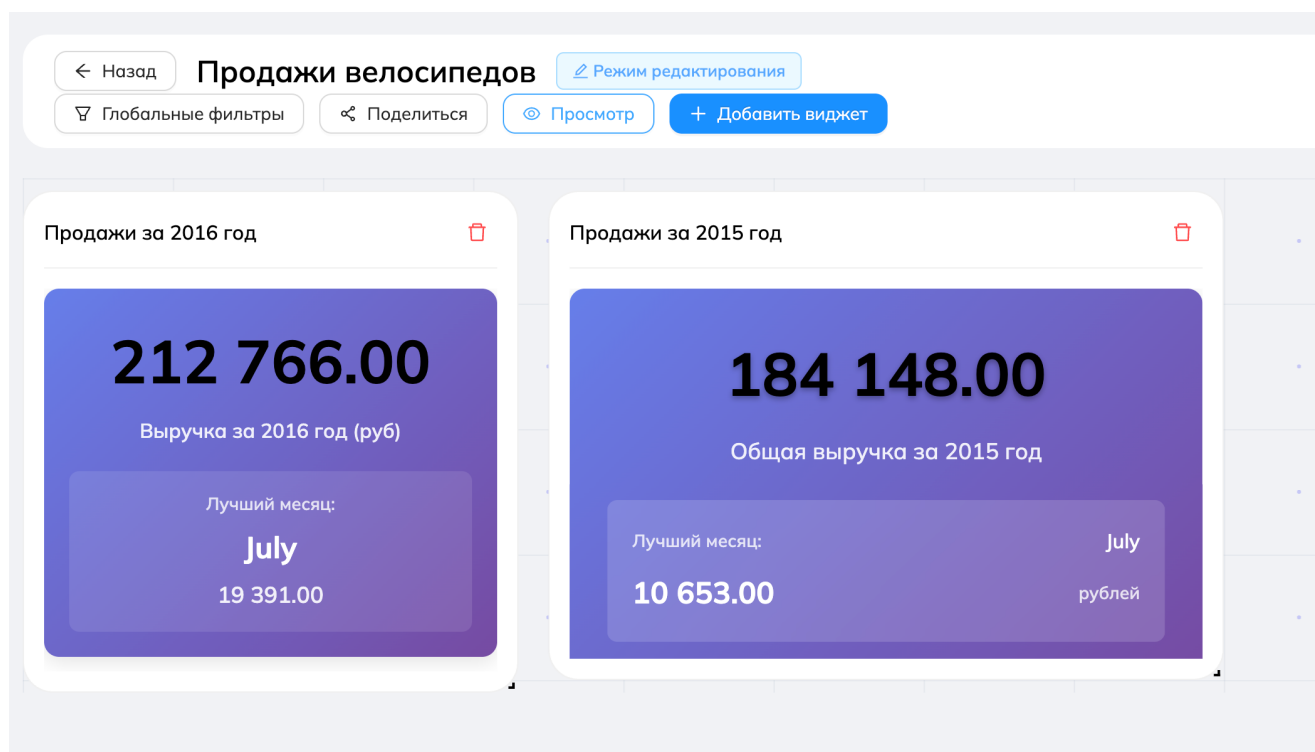 Назад
Продажи велосипедов
Режим редактирования
Глобальные фильтры
Поделиться
Просмотр
Добавить виджет
Продажи за 2016 год
212 766.00
Выручка за 2016 год (руб)
Лучший месяц:
July
19 391.00
Продажи за 2015 год
184 148.00
Общая выручка за 2015 год
Лучший месяц:
July
10 653.00
рублей